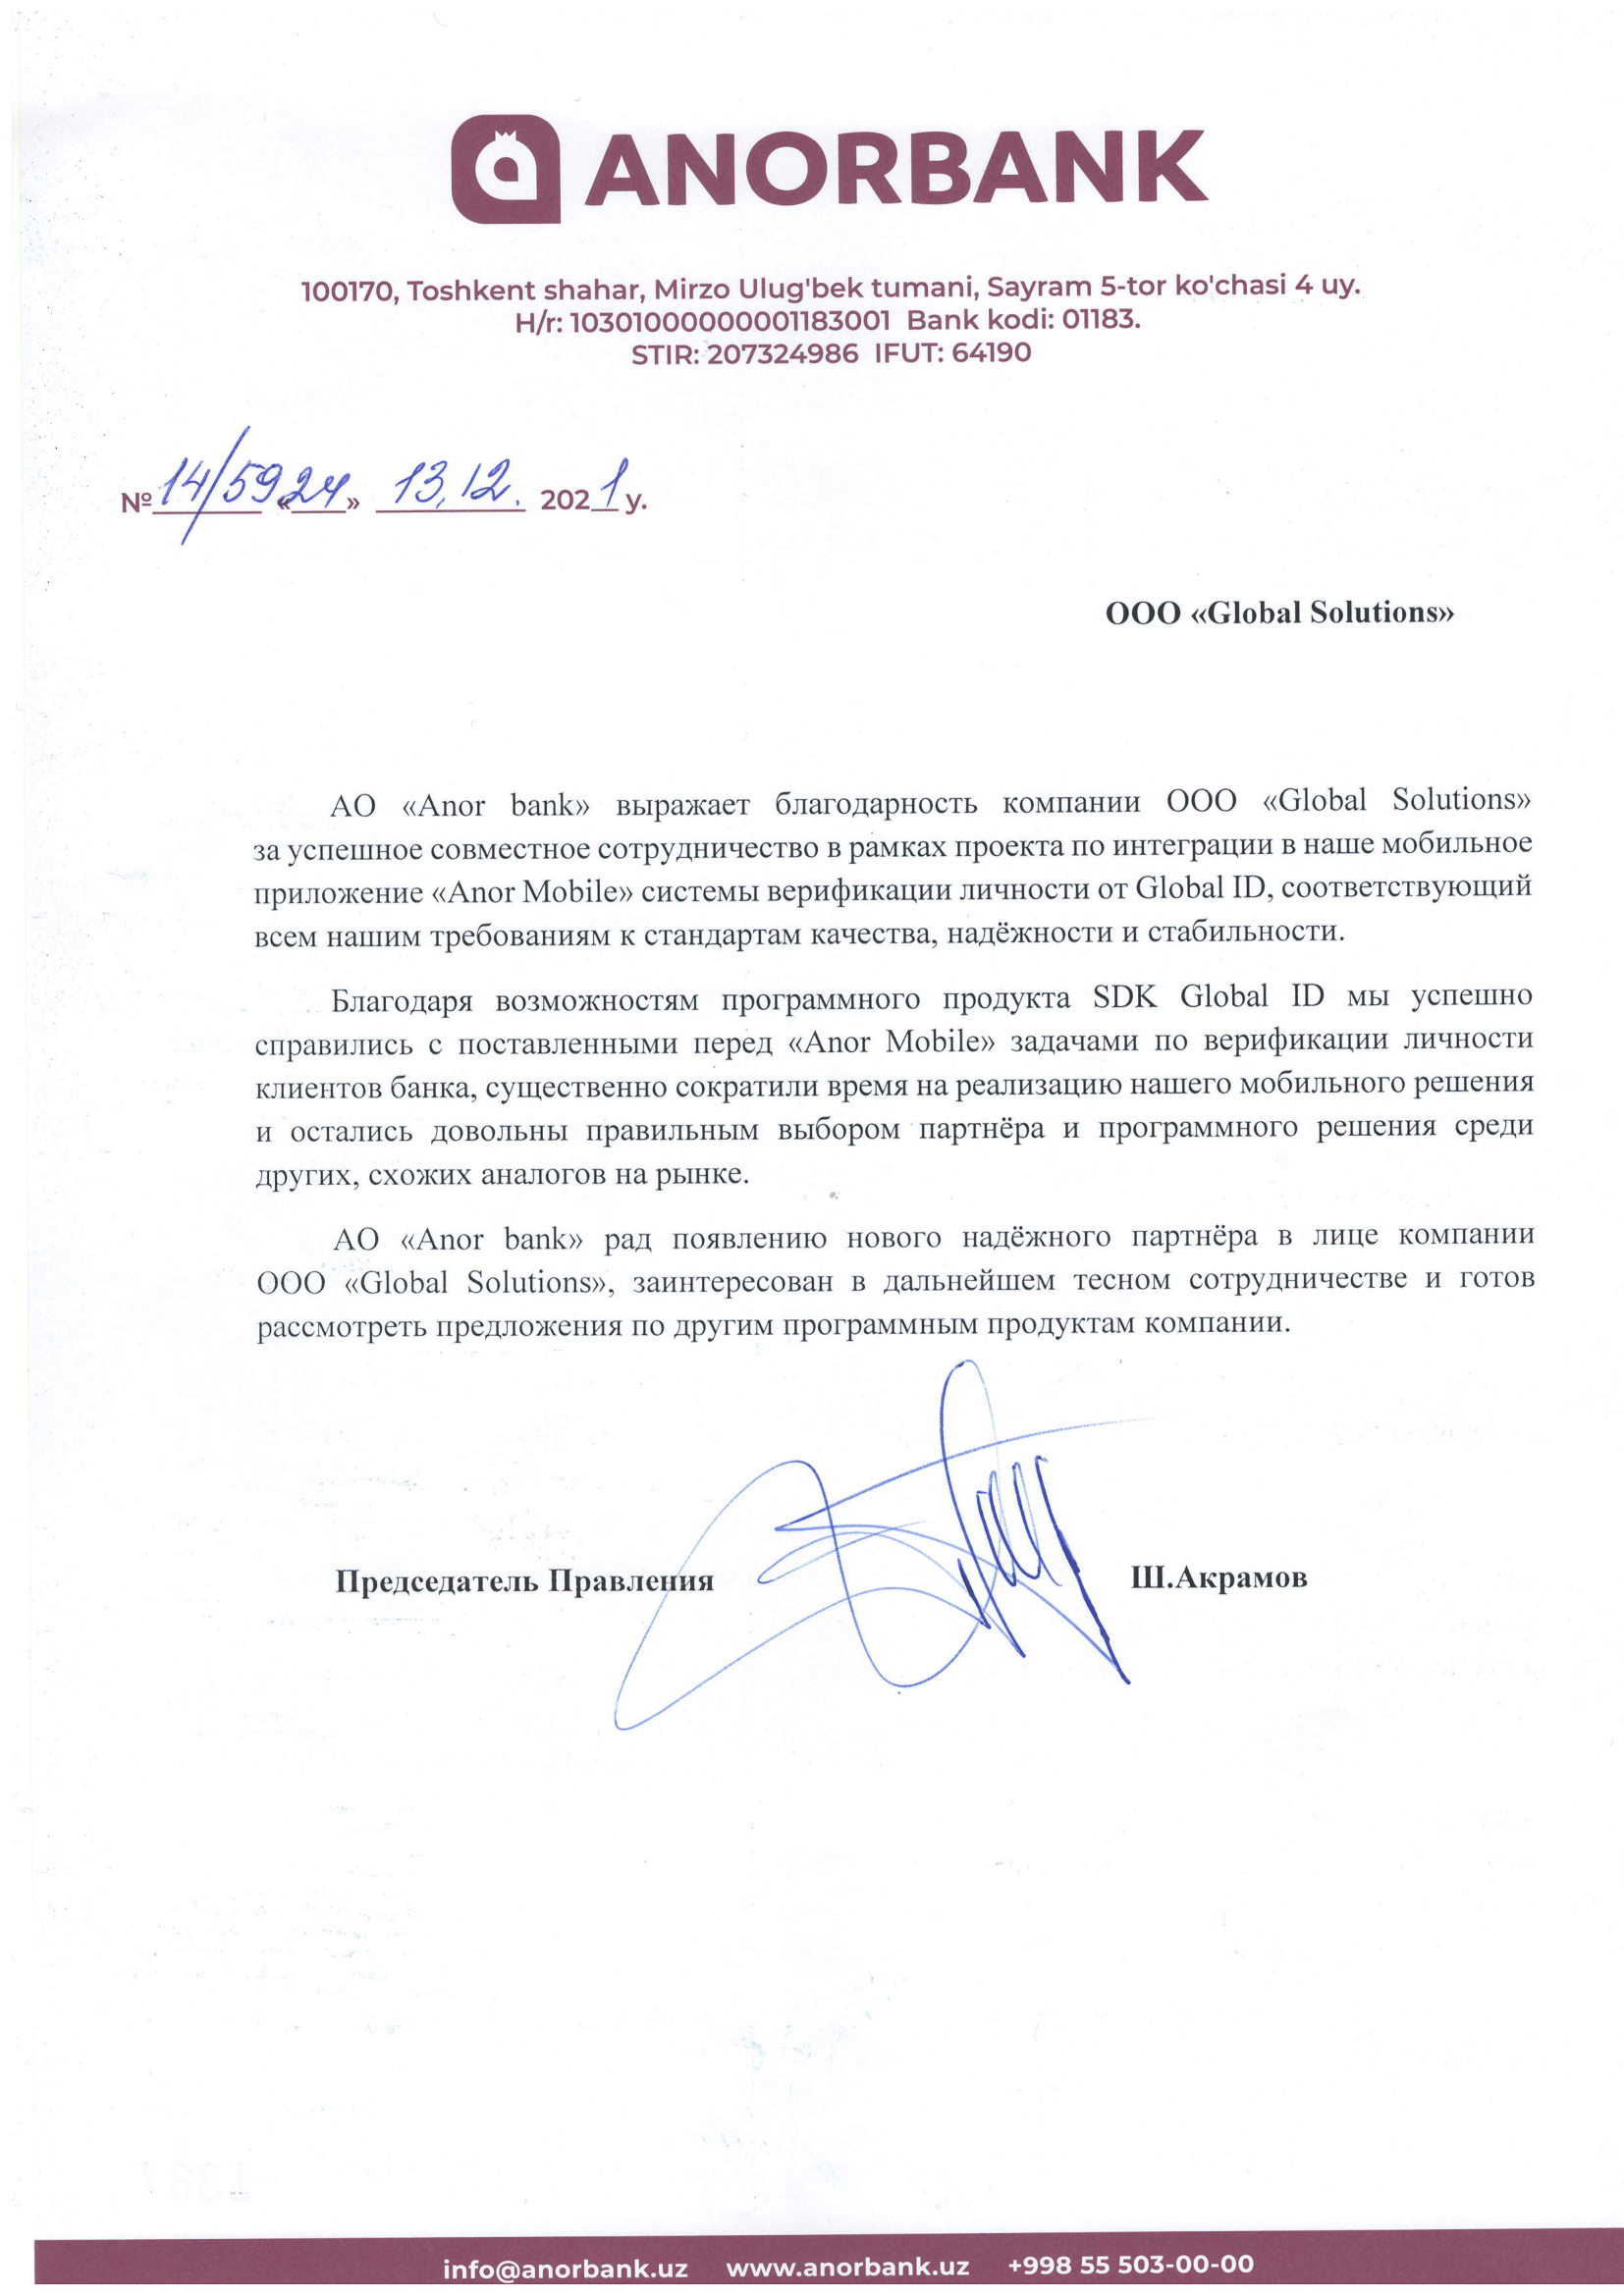 ANORBANK
100170, Toshkent shahar, Mirzo Ulug'bek tumani, Sayram 5-tor ko'chasi 4 uy.
H/r: 10301000000001183001 Bank kodi: 01183.
STIR: 207324986 IFUT: 64190
№ 14/5924 «__» 13.12. 2021 y.
ООО «Global Solutions»
АО «Anor bank» выражает благодарность компании ООО «Global Solutions»
за успешное совместное сотрудничество в рамках проекта по интеграции в наше мобильное
приложение «Anor Mobile» системы верификации личности от Global ID, соответствующий
всем нашим требованиям к стандартам качества, надёжности и стабильности.
Благодаря возможностям программного продукта SDK Global ID мы успешно
справились с поставленными перед «Anor Mobile» задачами по верификации личности
клиентов банка, существенно сократили время на реализацию нашего мобильного решения
и остались довольны правильным выбором партнёра и программного решения среди
других, схожих аналогов на рынке.
АО «Anor bank» рад появлению нового надёжного партнёра в лице компании
ООО «Global Solutions», заинтересован в дальнейшем тесном сотрудничестве и готов
рассмотреть предложения по другим программным продуктам компании.
Председатель Правления Ш.Акрамов
info@anorbank.uz www.anorbank.uz +998 55 503-00-00